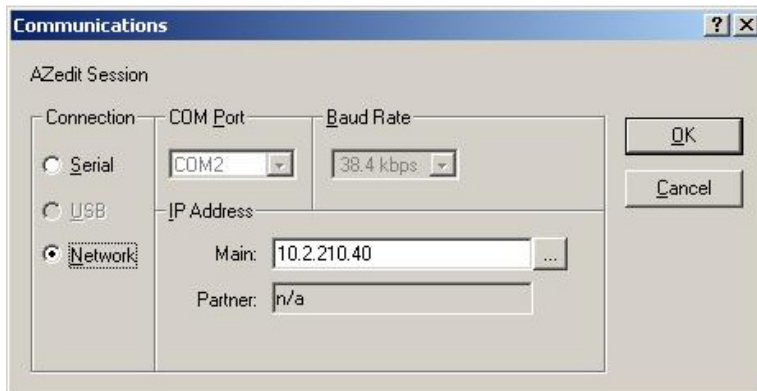 Communications
AZedit Session
Connection
COM Port
Baud Rate
Serial
COM2
38.4 kbps
OK
USB
IP Address
Cancel
Network
Main: 10.2.210.40 ...
Partner: n/a